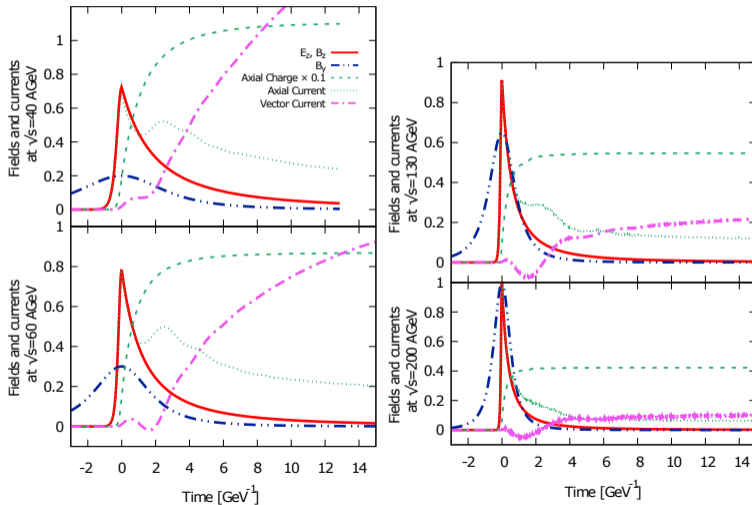 1
0.8
0.6
0.4
0.2
0
Fields and currents
at √s=40 AGeV
E_z, B_z
B_y
Axial Charge × 0.1
Axial Current
Vector Current
1
0.8
0.6
0.4
0.2
0
Fields and currents
at √s=60 AGeV
-2 0 2 4 6 8 10 12 14
Time [GeV⁻¹]
1
0.8
0.6
0.4
0.2
0
Fields and currents
at √s=130 AGeV
1
0.8
0.6
0.4
0.2
0
Fields and currents
at √s=200 AGeV
-2 0 2 4 6 8 10 12 14
Time [GeV⁻¹]